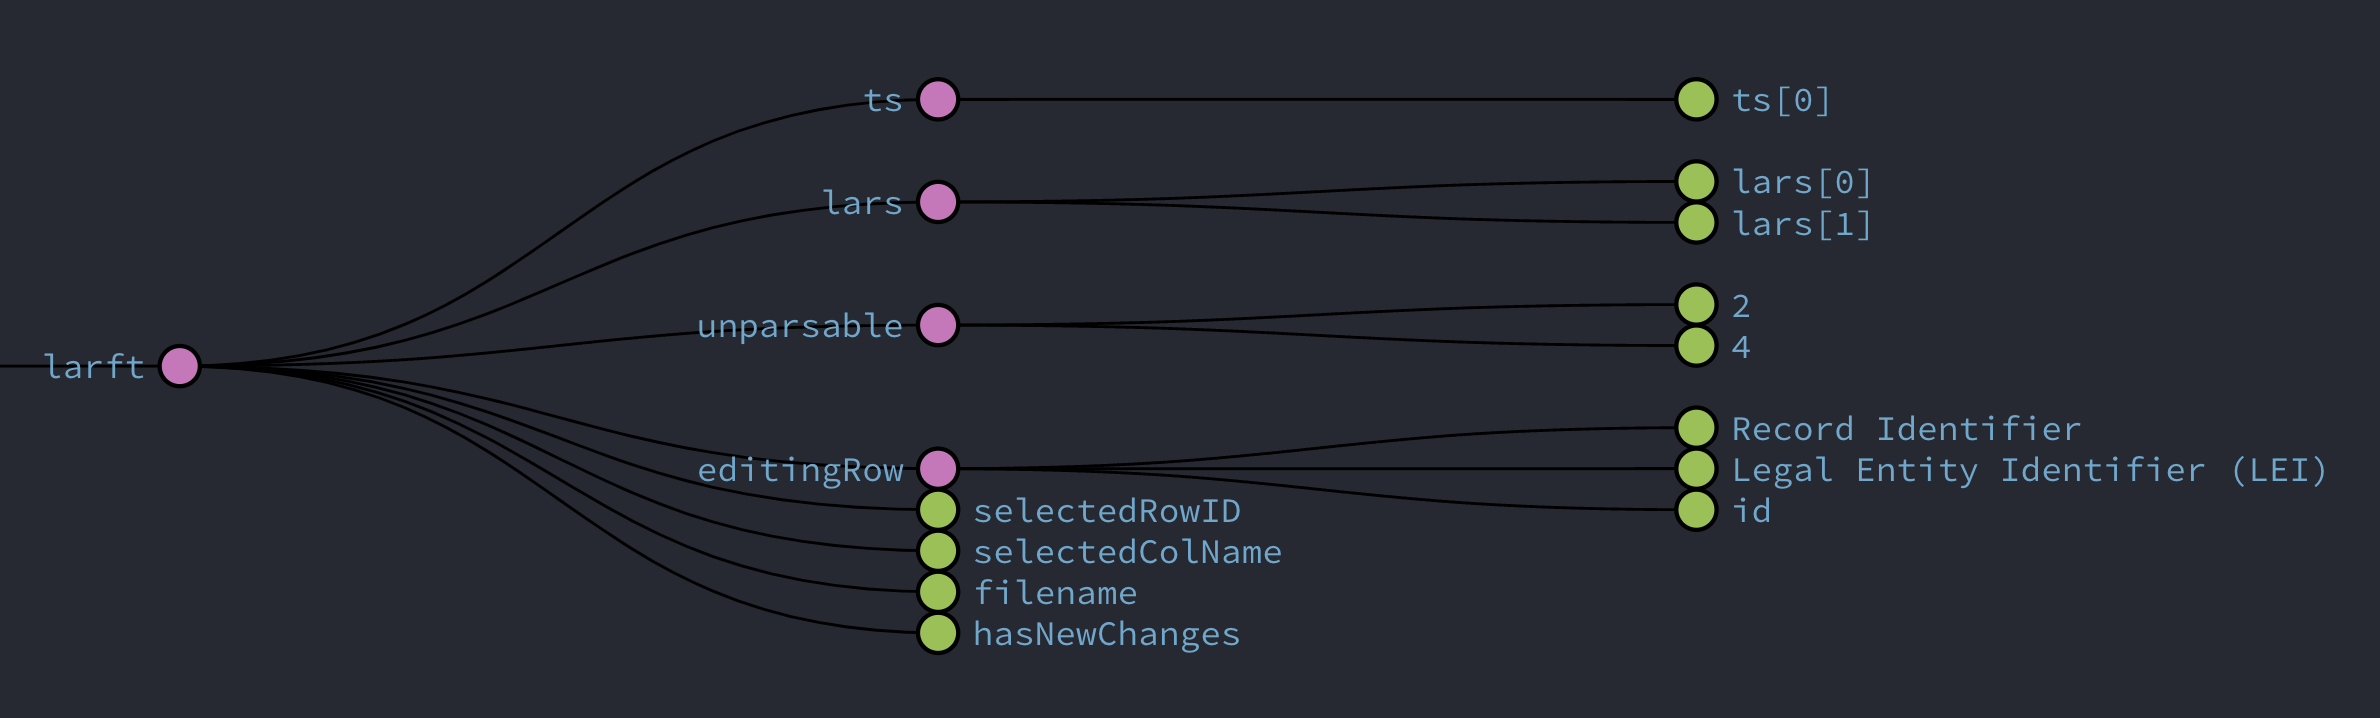 larft
ts
ts[0]
lars
lars[0]
lars[1]
unparsable
2
4
editingRow
Record Identifier
Legal Entity Identifier (LEI)
id
selectedRowID
selectedColName
filename
hasNewChanges